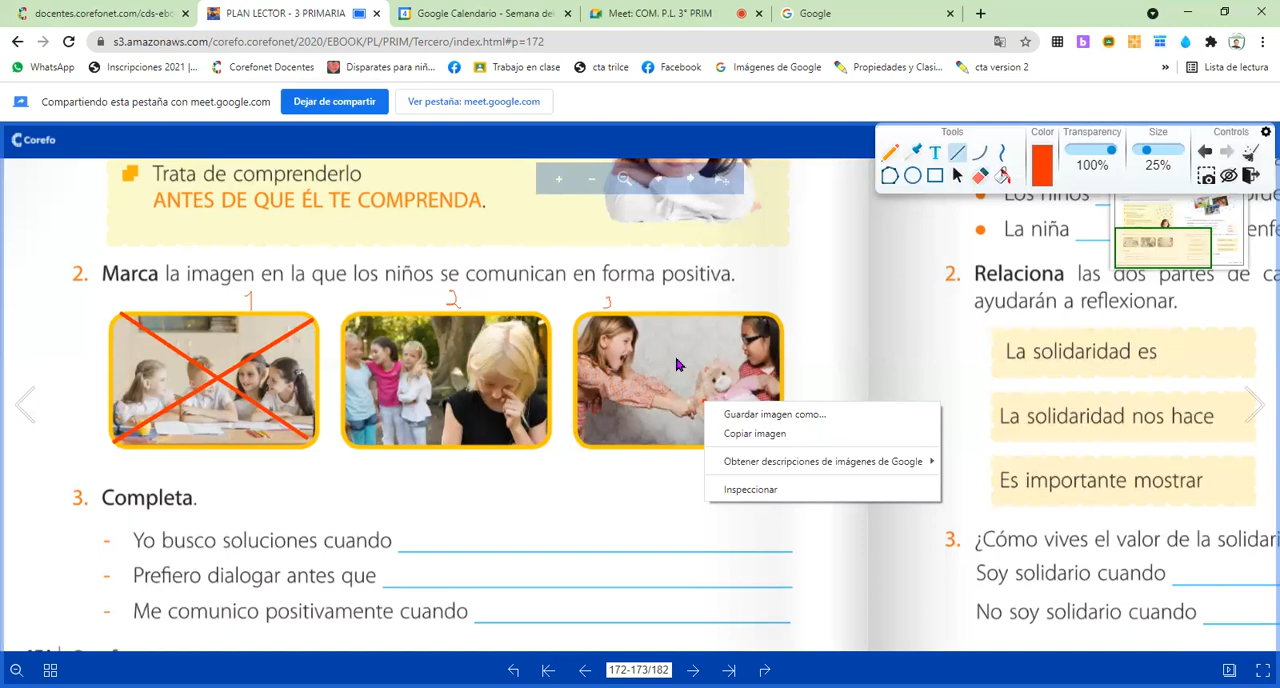 docentes.corefonet.com/cds-ebo
PLAN LECTOR - 3 PRIMARIA
Google Calendario - Semana de
Meet: COM. P.L. 3° PRIM
Google
s3.amazonaws.com/corefo.corefonet/2020/EBOOK/PL/PRIM/Tercero/index.html#p=172
WhatsApp
Inscripciones 2021 |...
Corefonet Docentes
Disparates para niñ...
Trabajo en clase
cta trilce
Facebook
Imágenes de Google
Propiedades y Clasi...
cta version 2
»
Lista de lectura
Compartiendo esta pestaña con meet.google.com
Dejar de compartir
Ver pestaña: meet.google.com
Corefo
Tools
Color
Transparency
Size
Controls
100%
25%
Trata de comprenderlo
ANTES DE QUE ÉL TE COMPRENDA.
2. Marca la imagen en la que los niños se comunican en forma positiva.
1
2
3
Guardar imagen como...
Copiar imagen
Obtener descripciones de imágenes de Google
Inspeccionar
3. Completa.
- Yo busco soluciones cuando
- Prefiero dialogar antes que
- Me comunico positivamente cuando
Los niños
La niña
2. Relaciona las dos partes de ca
ayudarán a reflexionar.
La solidaridad es
La solidaridad nos hace
Es importante mostrar
3. ¿Cómo vives el valor de la solidari
Soy solidario cuando
No soy solidario cuando
172-173/182